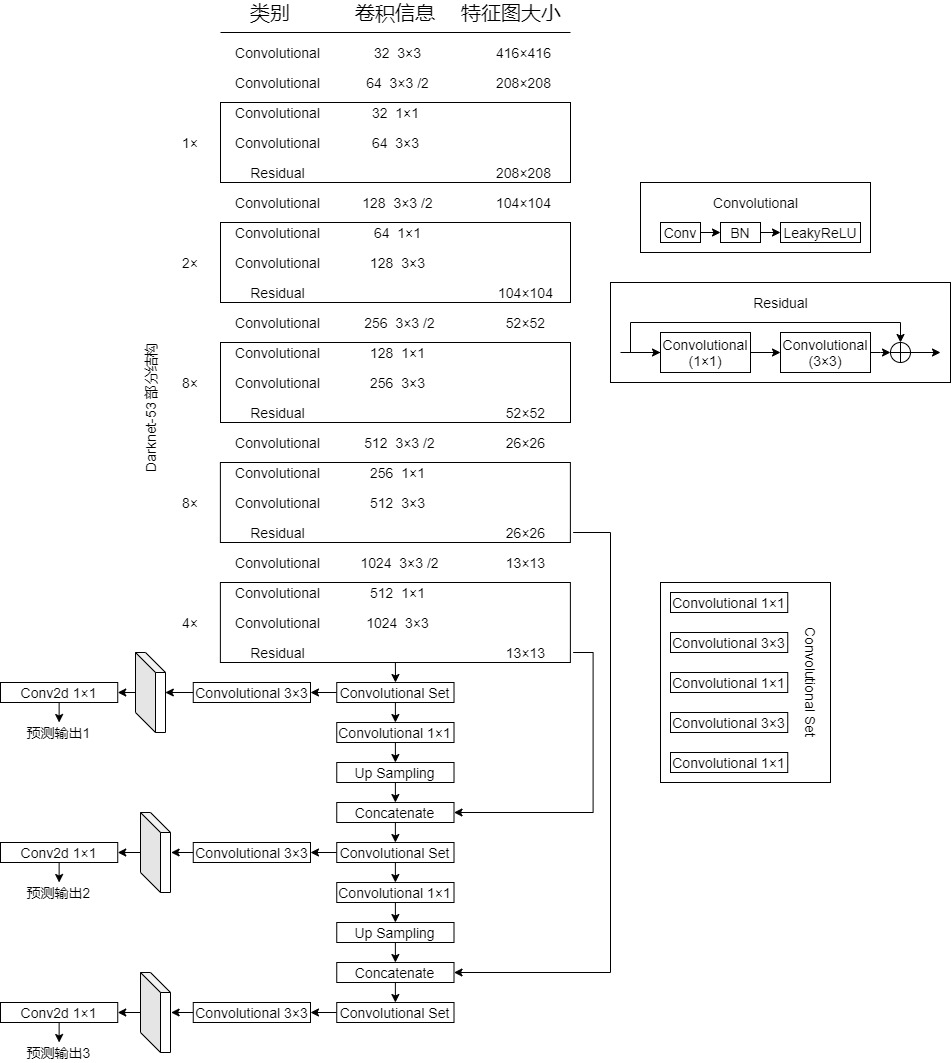 类别 卷积信息 特征图大小
Convolutional 32 3×3 416×416
Convolutional 64 3×3 /2 208×208
Convolutional 32 1×1
1× Convolutional 64 3×3
Residual 208×208
Convolutional 128 3×3 /2 104×104
Convolutional 64 1×1
2× Convolutional 128 3×3
Residual 104×104
Convolutional 256 3×3 /2 52×52
Convolutional 128 1×1
8× Convolutional 256 3×3
Residual 52×52
Convolutional 512 3×3 /2 26×26
Convolutional 256 1×1
8× Convolutional 512 3×3
Residual 26×26
Convolutional 1024 3×3 /2 13×13
Convolutional 512 1×1
4× Convolutional 1024 3×3
Residual 13×13
Darknet-53 部分结构
Convolutional
Conv BN LeakyReLU
Residual
Convolutional (1×1)
Convolutional (3×3)
Convolutional 1×1
Convolutional 3×3
Convolutional 1×1
Convolutional 3×3
Convolutional 1×1
Convolutional Set
Conv2d 1×1 Convolutional 3×3 Convolutional Set
预测输出1 Convolutional 1×1
Up Sampling
Concatenate
Conv2d 1×1 Convolutional 3×3 Convolutional Set
预测输出2 Convolutional 1×1
Up Sampling
Concatenate
Conv2d 1×1 Convolutional 3×3 Convolutional Set
预测输出3